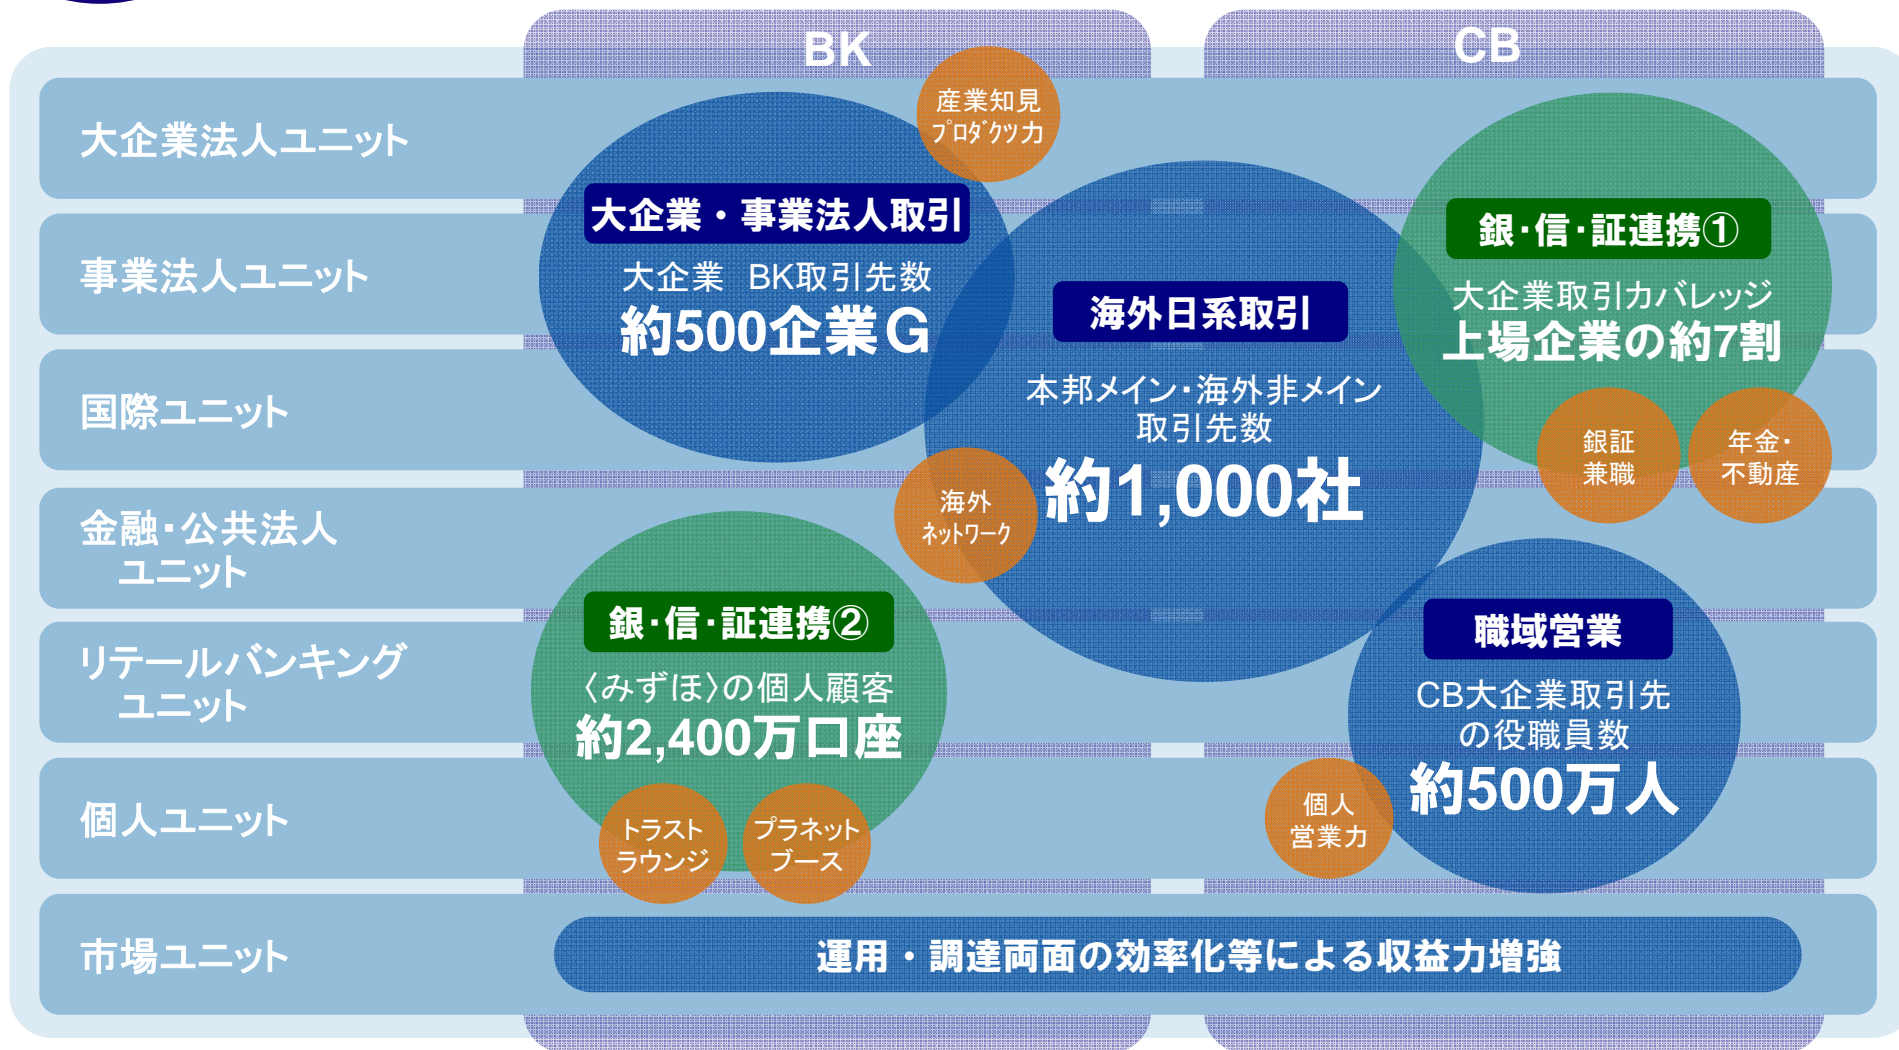 BK
CB
大企業法人ユニット
事業法人ユニット
国際ユニット
金融・公共法人
ユニット
リテールバンキング
ユニット
個人ユニット
市場ユニット
産業知見
プロダクツ力
大企業・事業法人取引
大企業 BK取引先数
約500企業G
海外日系取引
本邦メイン・海外非メイン
取引先数
約1,000社
海外
ネットワーク
銀・信・証連携①
大企業取引カバレッジ
上場企業の約7割
銀証
兼職
年金・
不動産
銀・信・証連携②
〈みずほ〉の個人顧客
約2,400万口座
トラスト
ラウンジ
プラネット
ブース
職域営業
CB大企業取引先
の役職員数
約500万人
個人
営業力
運用・調達両面の効率化等による収益力増強